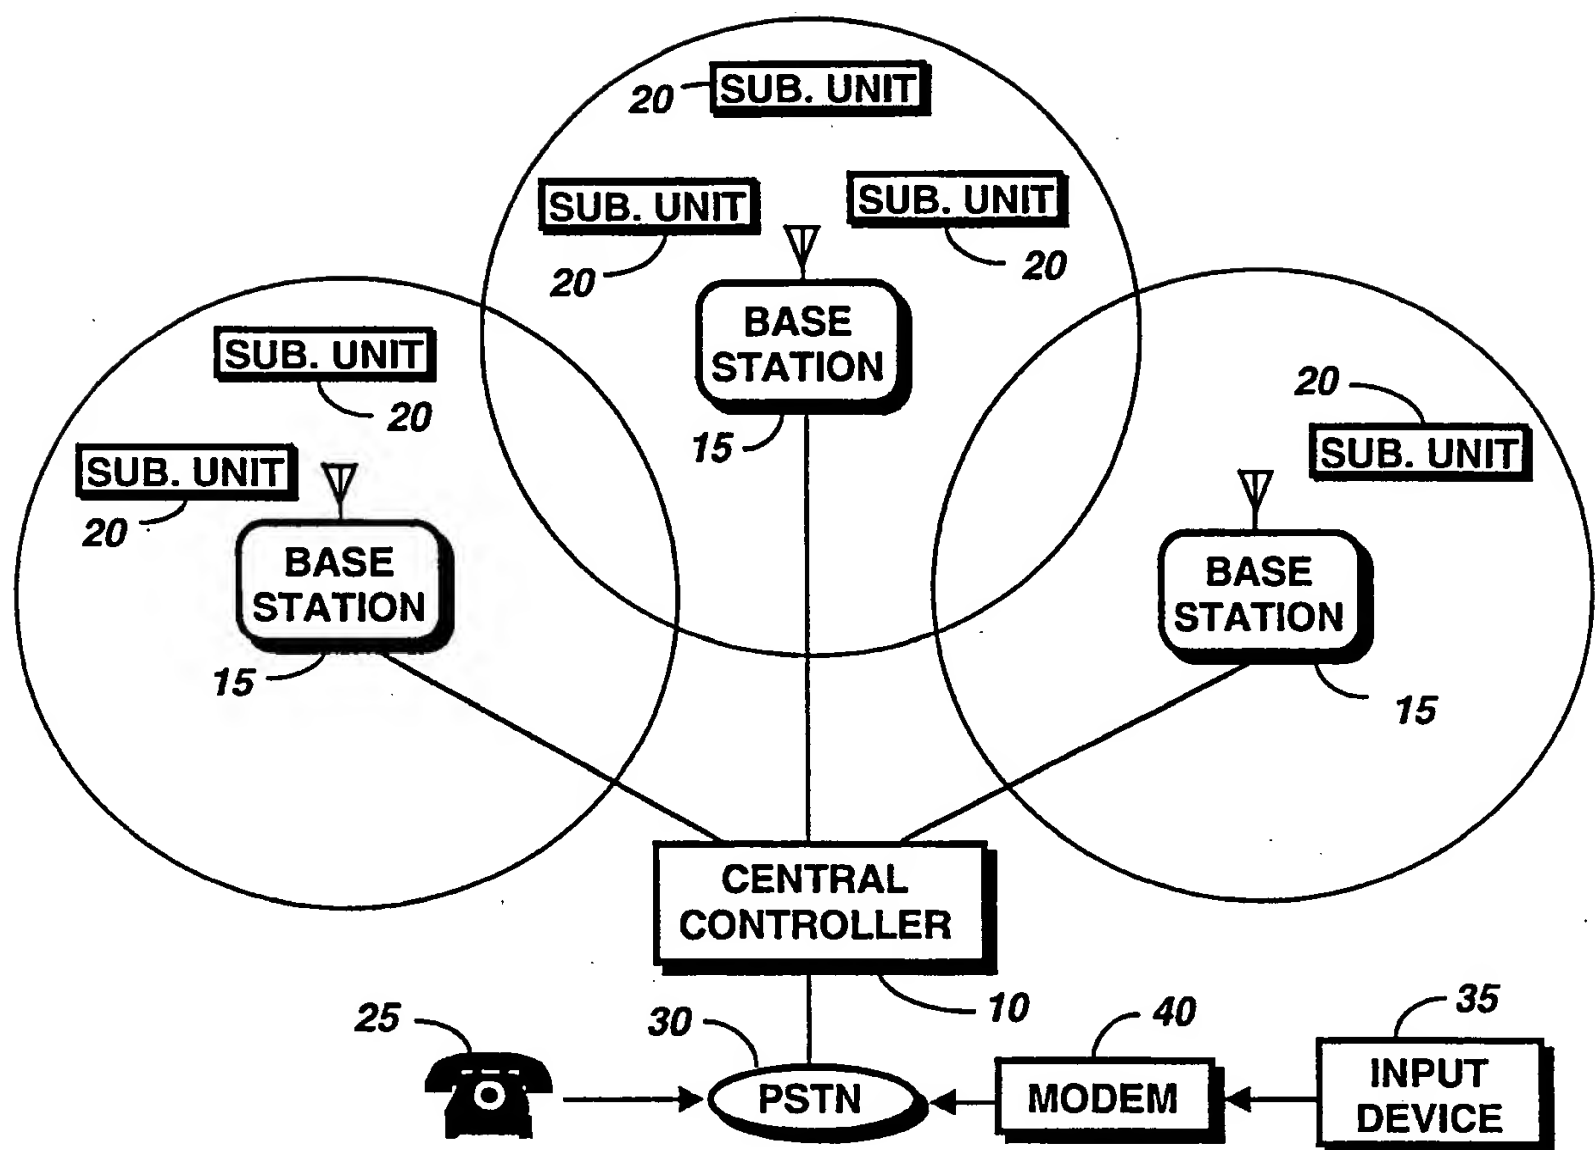 20 SUB. UNIT
SUB. UNIT
20
SUB. UNIT
20
BASE
STATION
15
SUB. UNIT
20
SUB. UNIT
20
BASE
STATION
15
20
SUB. UNIT
BASE
STATION
15
CENTRAL
CONTROLLER
10
25
30
PSTN
40
MODEM
35
INPUT
DEVICE